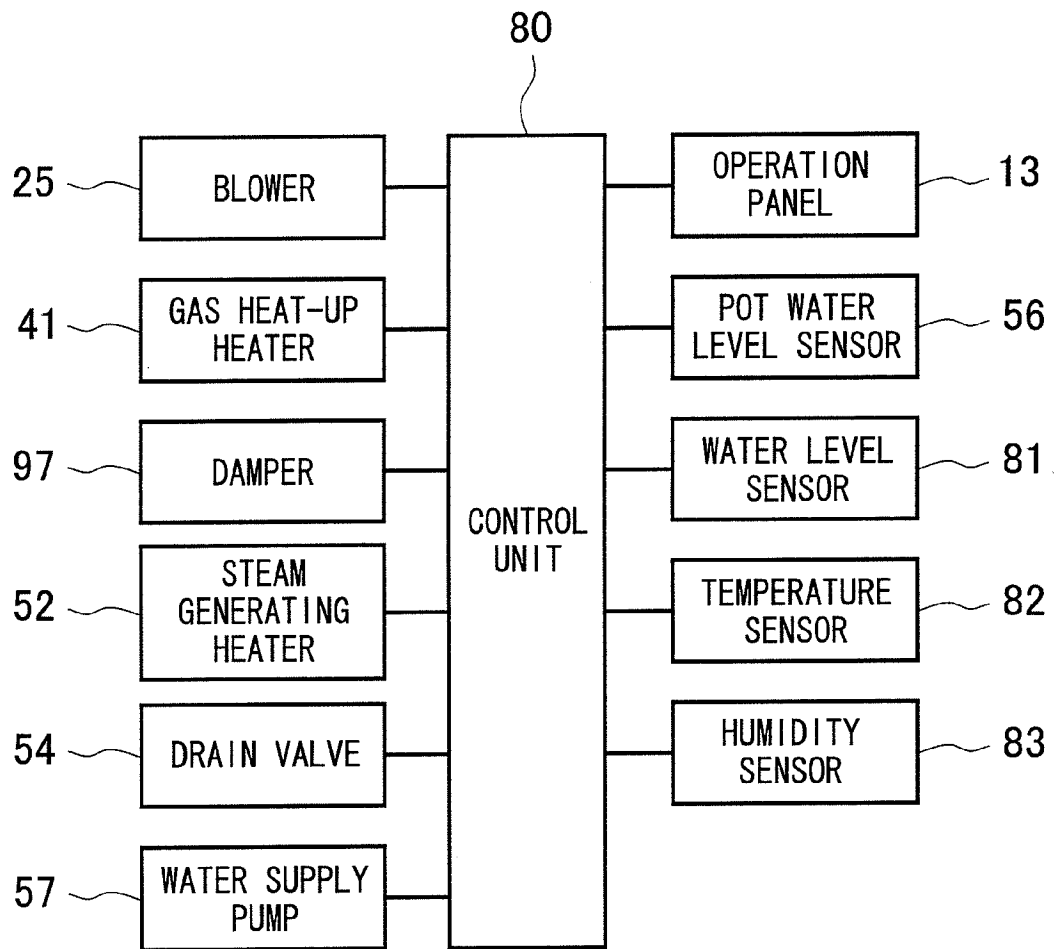 80
25
BLOWER
41
GAS HEAT-UP
HEATER
97
DAMPER
52
STEAM
GENERATING
HEATER
54
DRAIN VALVE
57
WATER SUPPLY
PUMP
CONTROL
UNIT
OPERATION
PANEL
13
POT WATER
LEVEL SENSOR
56
WATER LEVEL
SENSOR
81
TEMPERATURE
SENSOR
82
HUMIDITY
SENSOR
83